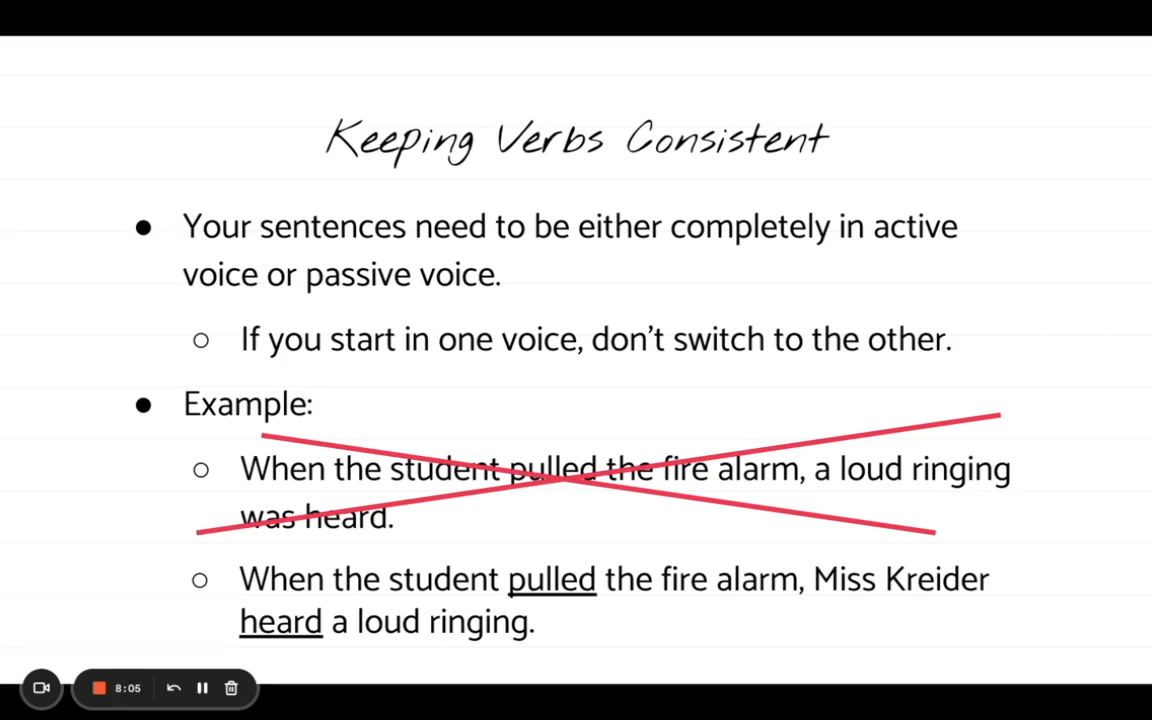 Keeping Verbs Consistent
● Your sentences need to be either completely in active
voice or passive voice.
○ If you start in one voice, don’t switch to the other.
● Example:
○ When the student pulled the fire alarm, a loud ringing
was heard.
○ When the student pulled the fire alarm, Miss Kreider
heard a loud ringing.
8:05